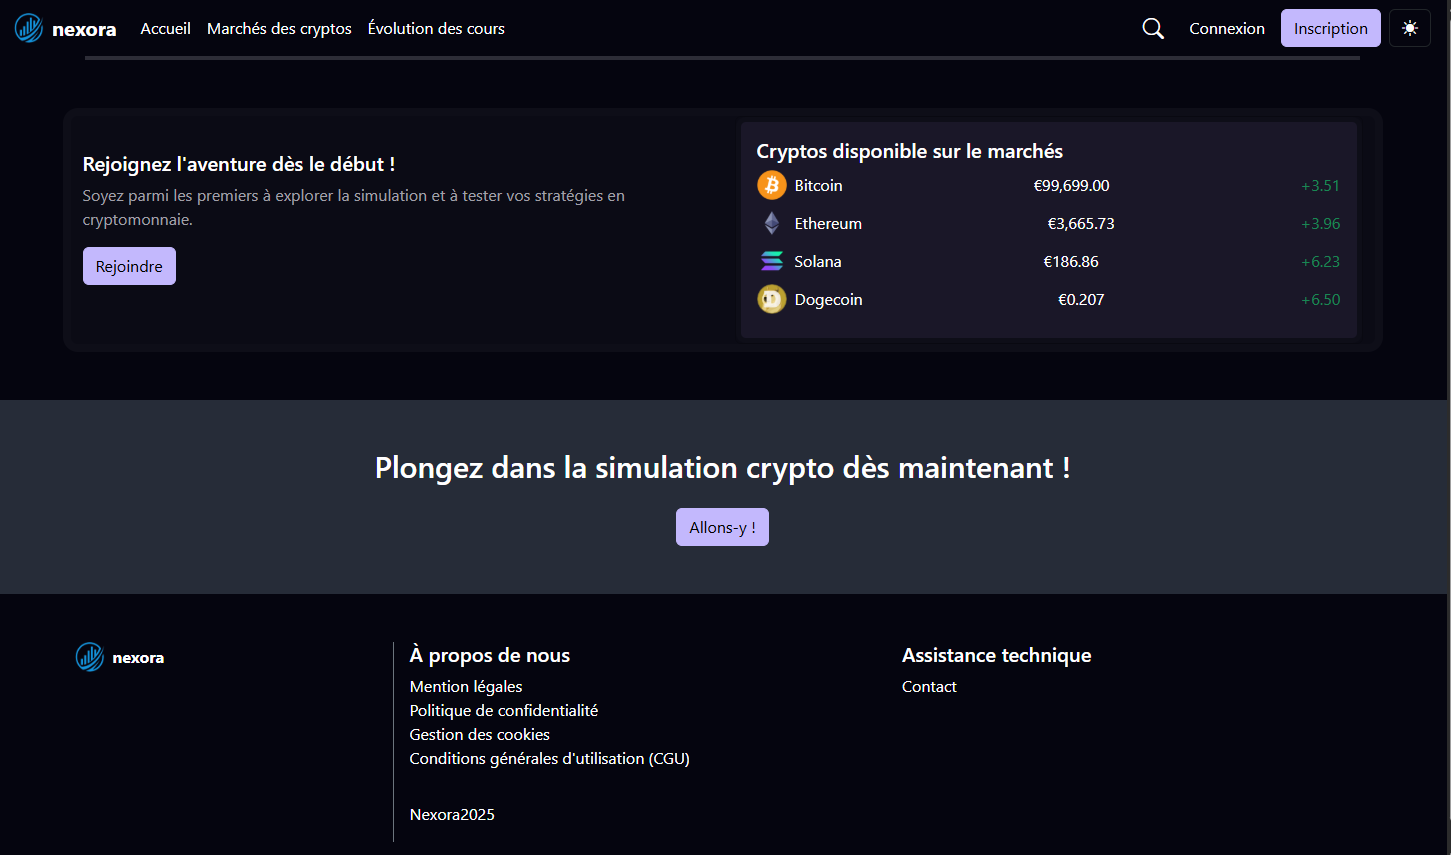 nexora Accueil Marchés des cryptos Évolution des cours Connexion Inscription
Rejoignez l'aventure dès le début !
Soyez parmi les premiers à explorer la simulation et à tester vos stratégies en
cryptomonnaie.
Rejoindre
Cryptos disponible sur le marchés
Bitcoin €99,699.00 +3.51
Ethereum €3,665.73 +3.96
Solana €186.86 +6.23
Dogecoin €0.207 +6.50
Plongez dans la simulation crypto dès maintenant !
Allons-y !
nexora
À propos de nous
Mention légales
Politique de confidentialité
Gestion des cookies
Conditions générales d'utilisation (CGU)
Nexora2025
Assistance technique
Contact